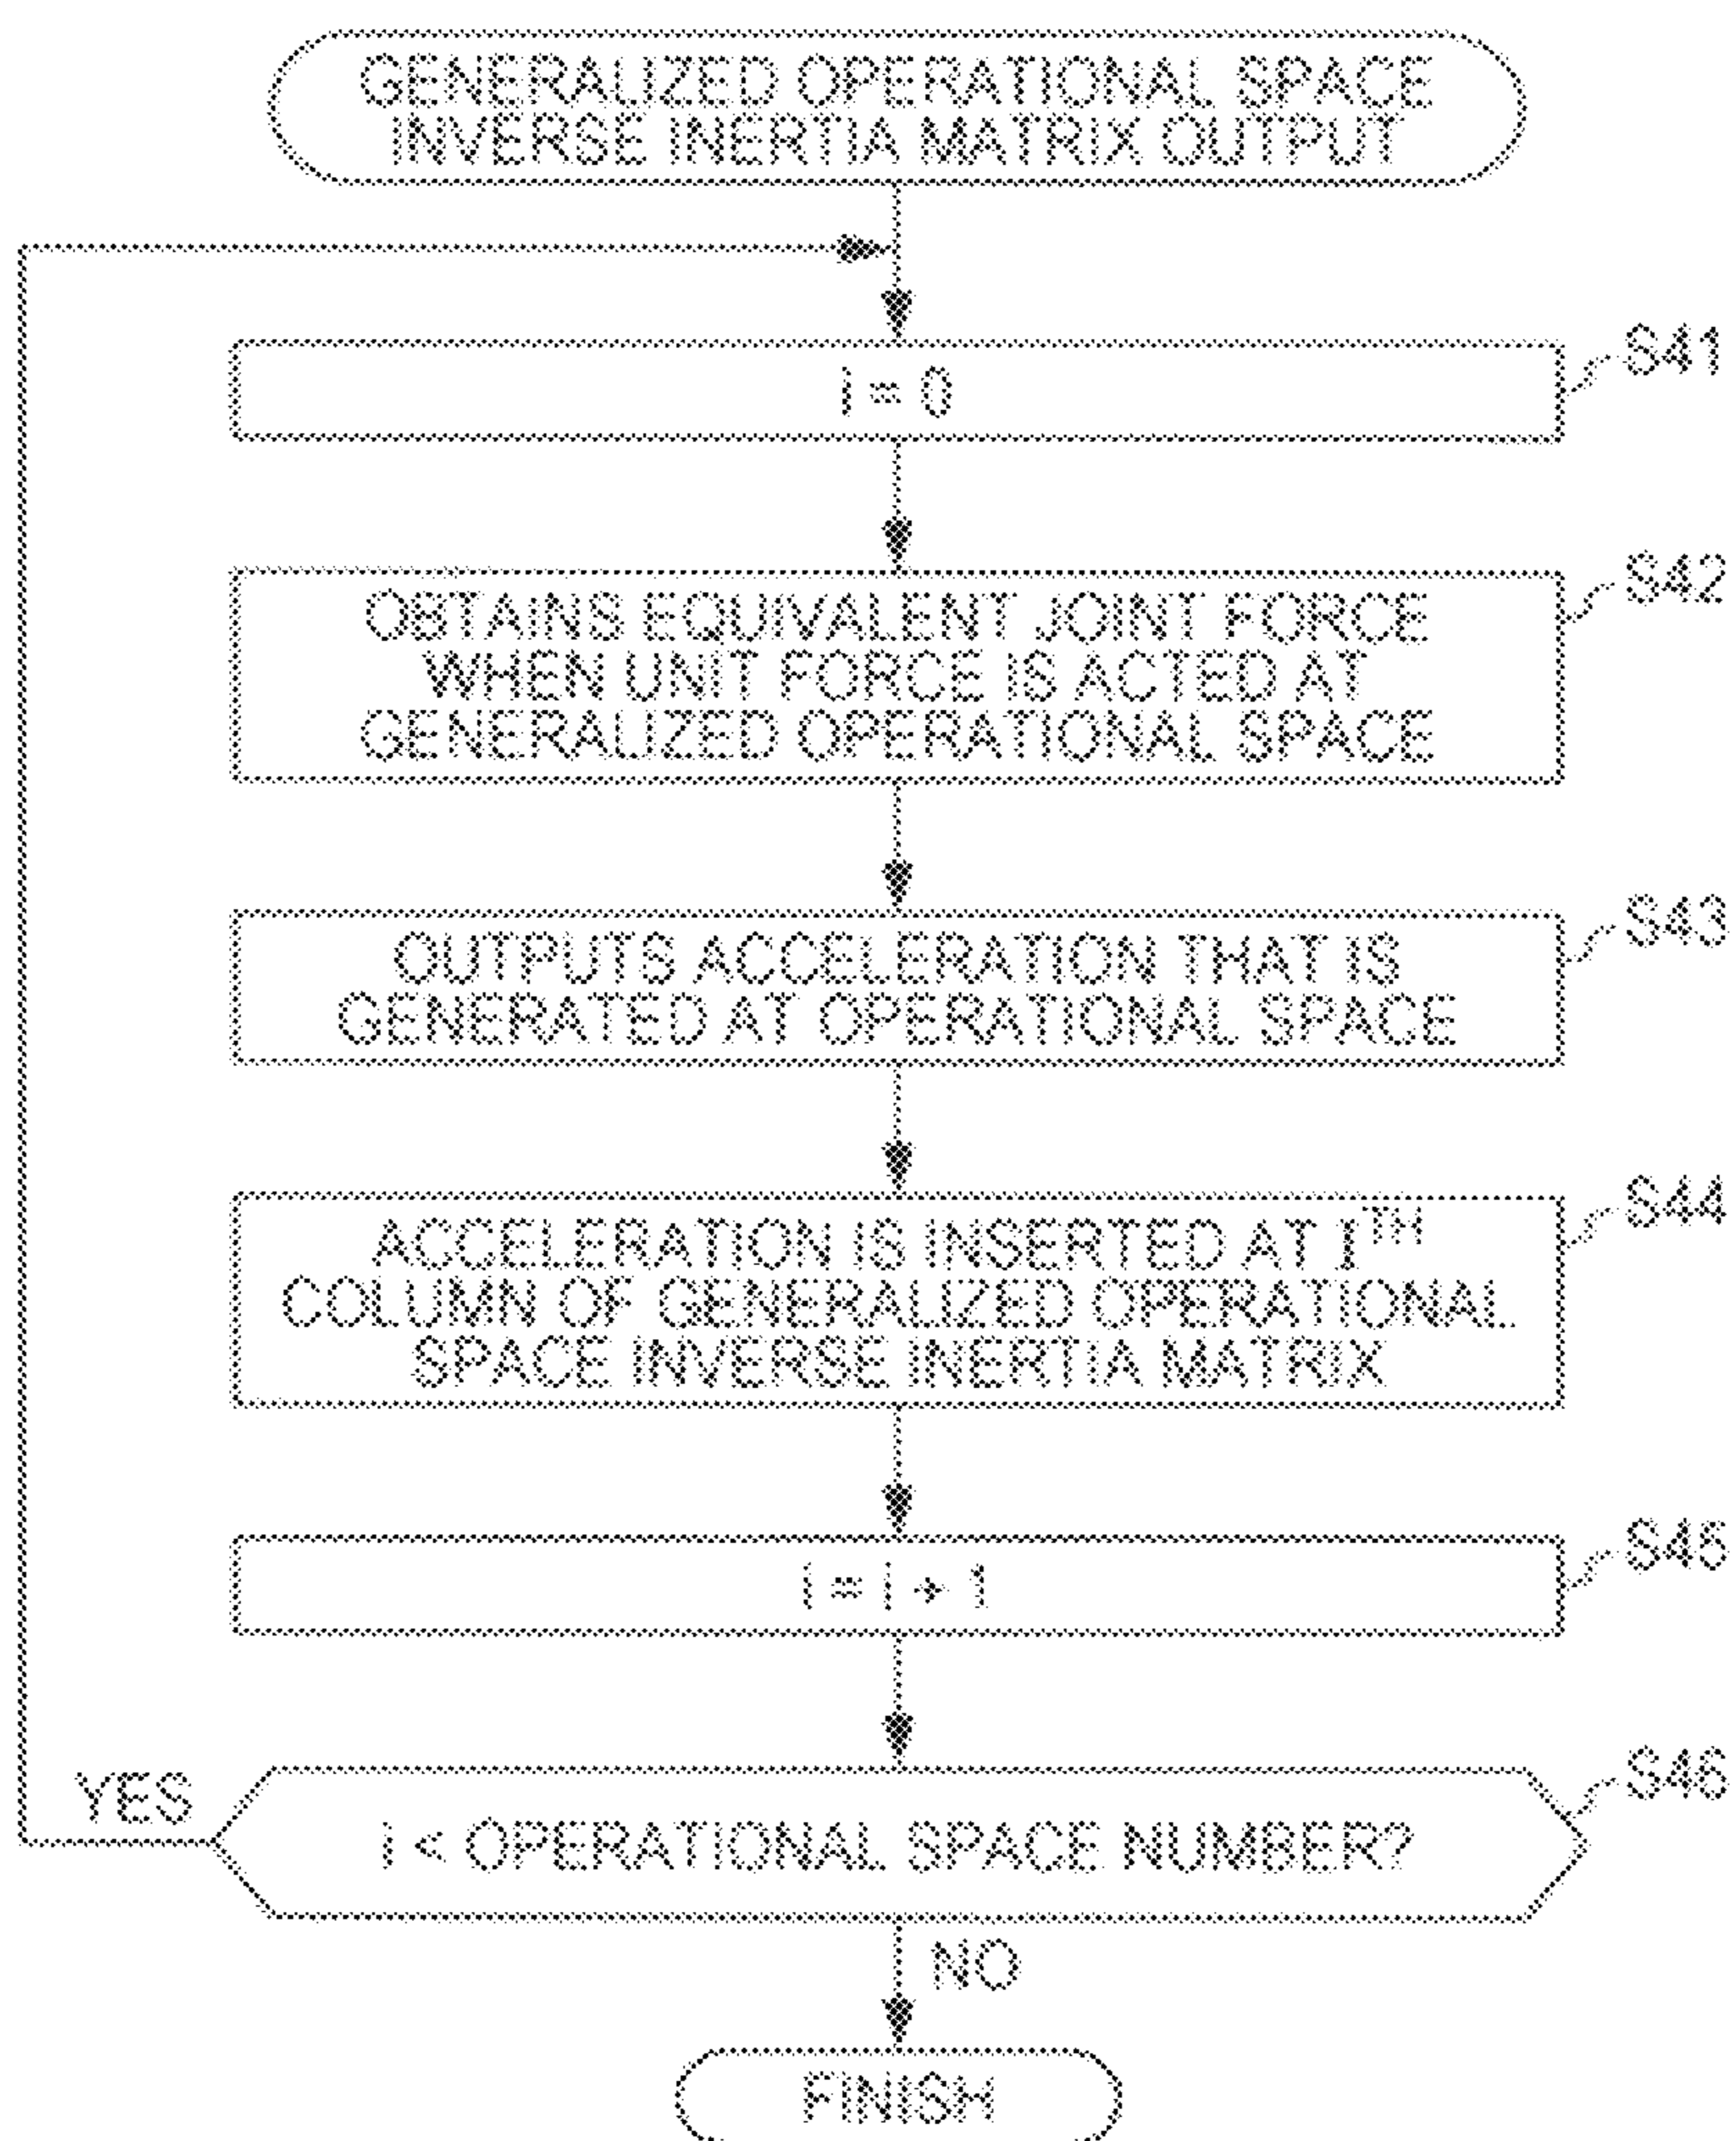 GENERALIZED OPERATIONAL SPACE
INVERSE INERTIA MATRIX OUTPUT
i = 0
S41
OBTAINS EQUIVALENT JOINT FORCE
WHEN UNIT FORCE IS ACTED AT
GENERALIZED OPERATIONAL SPACE
S42
OUTPUTS ACCELERATION THAT IS
GENERATED AT OPERATIONAL SPACE
S43
ACCELERATION IS INSERTED AT I^TH
COLUMN OF GENERALIZED OPERATIONAL
SPACE INVERSE INERTIA MATRIX
S44
i = i + 1
S45
YES
i < OPERATIONAL SPACE NUMBER?
S46
NO
FINISH